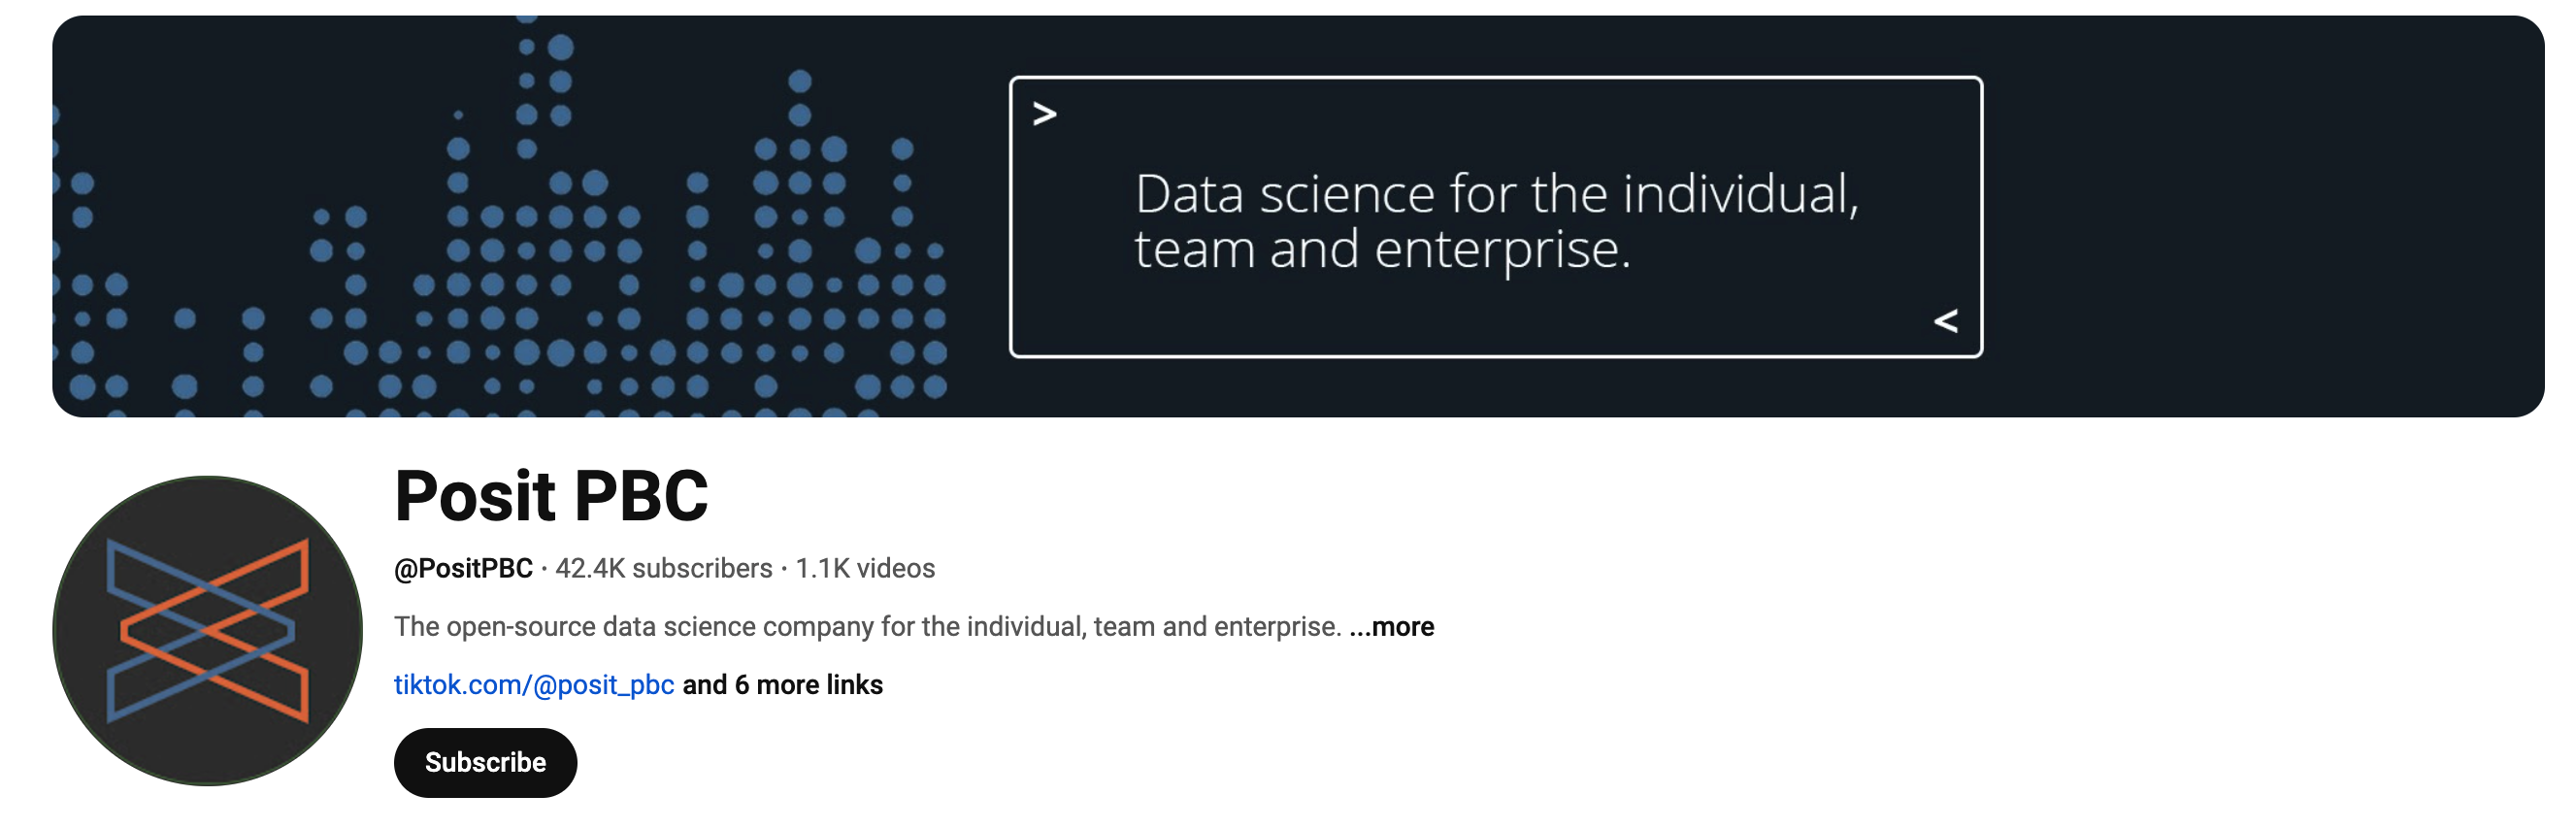 >
Data science for the individual,
team and enterprise.
<
Posit PBC
@PositPBC · 42.4K subscribers · 1.1K videos
The open-source data science company for the individual, team and enterprise. ...more
tiktok.com/@posit_pbc and 6 more links
Subscribe